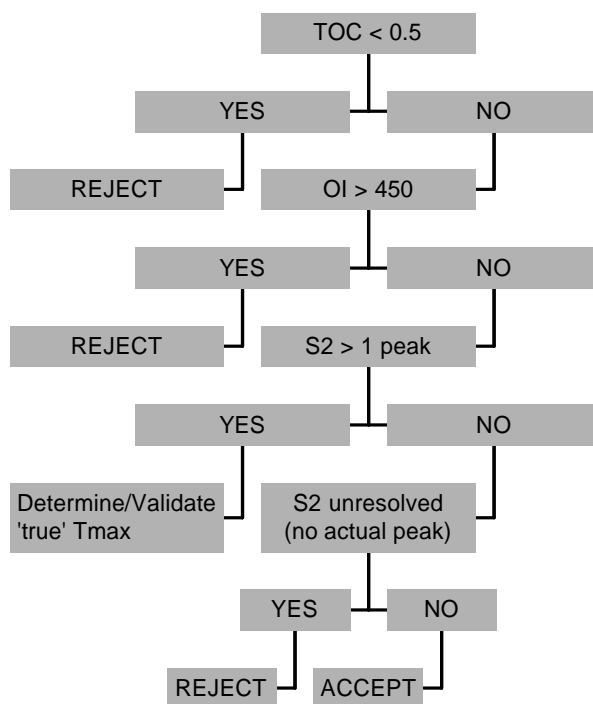 TOC < 0.5
YES
NO
REJECT
OI > 450
YES
NO
REJECT
S2 > 1 peak
YES
NO
Determine/Validate
'true' Tmax
S2 unresolved
(no actual peak)
YES
NO
REJECT
ACCEPT